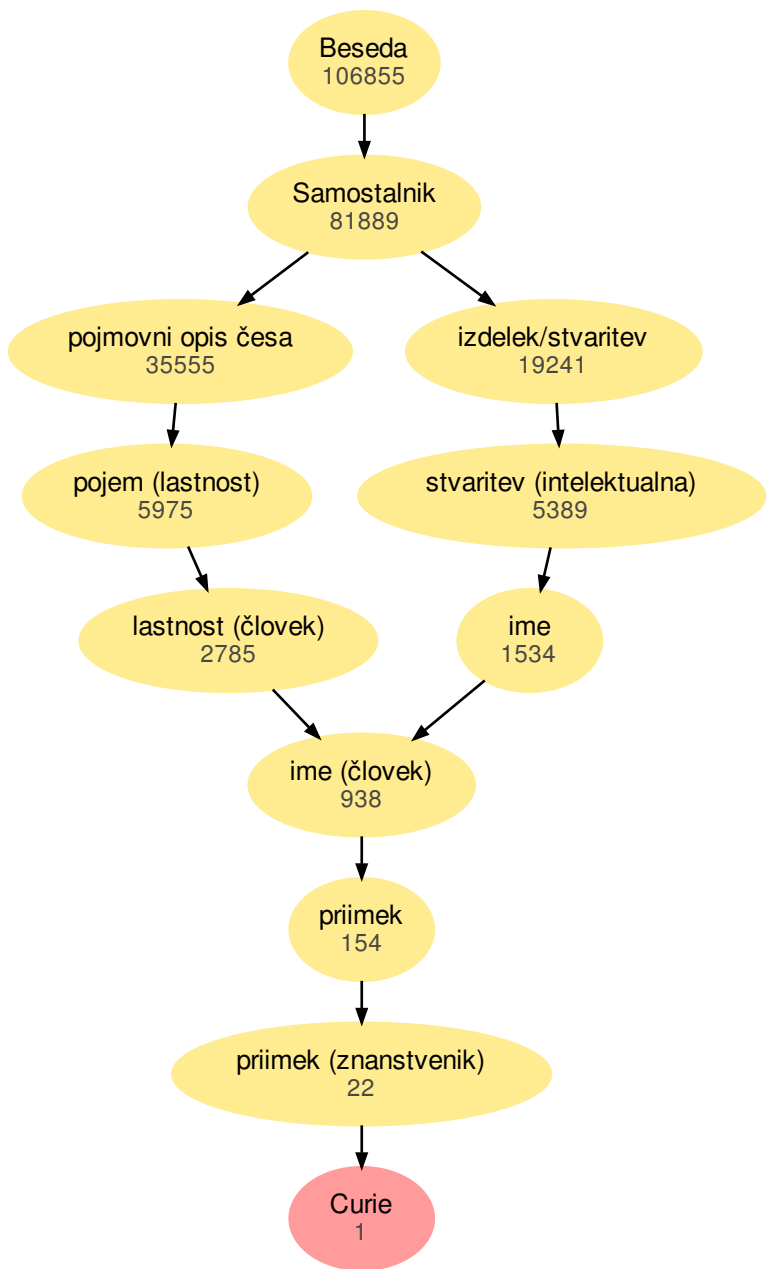 Beseda
106855
Samostalnik
81889
pojmovni opis česa
35555
izdelek/stvaritev
19241
pojem (lastnost)
5975
stvaritev (intelektualna)
5389
lastnost (človek)
2785
ime
1534
ime (človek)
938
priimek
154
priimek (znanstvenik)
22
Curie
1